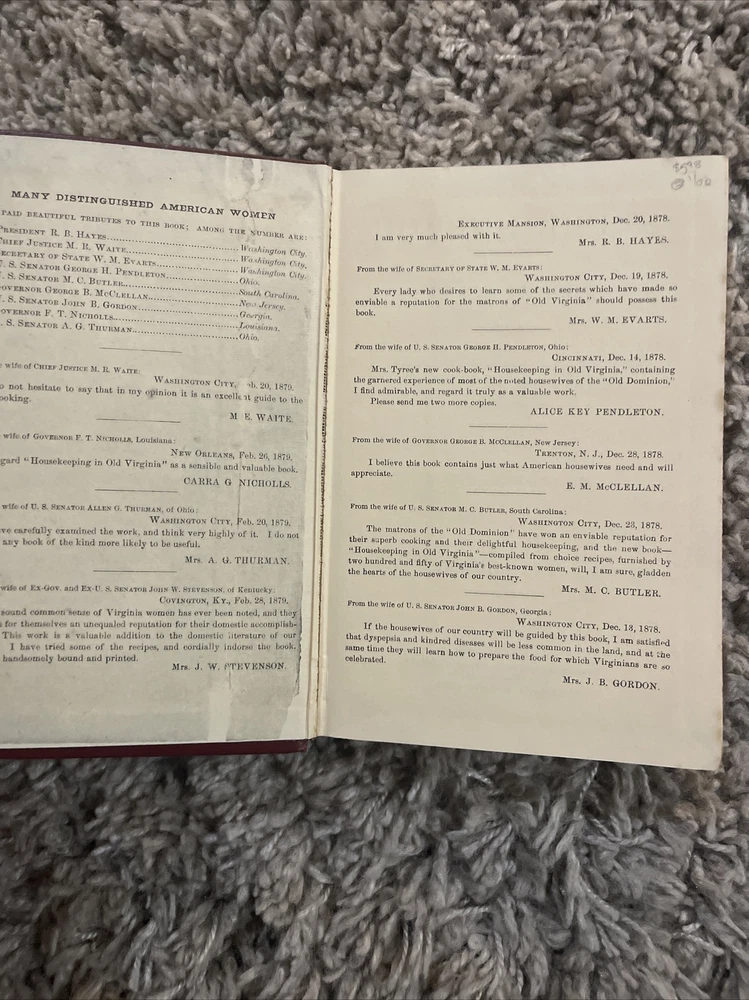 MANY DISTINGUISHED AMERICAN WOMEN
PAID BEAUTIFUL TRIBUTES TO THIS BOOK; AMONG THE NUMBER ARE:
PRESIDENT R. B. HAYES Washington City.
CHIEF JUSTICE M. R. WAITE Washington City.
SECRETARY OF STATE W. M. EVARTS Washington City.
U. S. SENATOR GEORGE H. PENDLETON Ohio.
U. S. SENATOR M. C. BUTLER South Carolina.
GOVERNOR GEORGE B. McCLELLAN New Jersey.
U. S. SENATOR JOHN B. GORDON Georgia.
GOVERNOR F. T. NICHOLLS Louisiana.
U. S. SENATOR A. G. THURMAN Ohio.
wife of CHIEF JUSTICE M. R. WAITE:
WASHINGTON CITY, Feb. 20, 1879.
o not hesitate to say that in my opinion it is an excellent guide to the
ooking.
M. E. WAITE.
wife of GOVERNOR F. T. NICHOLLS, Louisiana:
NEW ORLEANS, Feb. 26, 1879.
gard "Housekeeping in Old Virginia" as a sensible and valuable book.
CARRA G NICHOLLS.
wife of U. S. SENATOR ALLEN G. THURMAN, of Ohio:
WASHINGTON CITY, Feb. 20, 1879.
ve carefully examined the work, and think very highly of it. I do not
any book of the kind more likely to be useful.
Mrs. A. G. THURMAN.
wife of EX-GOV. and EX-U. S. SENATOR JOHN W. STEVENSON, of Kentucky:
COVINGTON, KY., Feb. 28, 1879.
sound common sense of Virginia women has ever been noted, and they
for themselves an unequaled reputation for their domestic accomplish-
This work is a valuable addition to the domestic literature of our
I have tried some of the recipes, and cordially indorse the book.
handsomely bound and printed.
Mrs. J. W. STEVENSON.
EXECUTIVE MANSION, WASHINGTON, Dec. 20, 1878.
I am very much pleased with it.
Mrs. R. B. HAYES.
From the wife of SECRETARY OF STATE W. M. EVARTS:
WASHINGTON CITY, Dec. 19, 1878.
Every lady who desires to learn some of the secrets which have made so
enviable a reputation for the matrons of "Old Virginia" should possess this
book.
Mrs. W. M. EVARTS.
From the wife of U. S. SENATOR GEORGE H. PENDLETON, Ohio:
CINCINNATI, Dec. 14, 1878.
Mrs. Tyree's new cook-book, "Housekeeping in Old Virginia," containing
the garnered experience of most of the noted housewives of the "Old Dominion,"
I find admirable, and regard it truly as a valuable work.
Please send me two more copies.
ALICE KEY PENDLETON.
From the wife of GOVERNOR GEORGE B. McCLELLAN, New Jersey:
TRENTON, N. J., Dec. 28, 1878.
I believe this book contains just what American housewives need and will
appreciate.
E. M. McCLELLAN.
From the wife of U. S. SENATOR M. C. BUTLER, South Carolina:
WASHINGTON CITY, Dec. 23, 1878.
The matrons of the "Old Dominion" have won an enviable reputation for
their superb cooking and their delightful housekeeping, and the new book—
"Housekeeping in Old Virginia"—compiled from choice recipes, furnished by
two hundred and fifty of Virginia's best-known women, will, I am sure, gladden
the hearts of the housewives of our country.
Mrs. M. C. BUTLER.
From the wife of U. S. SENATOR JOHN B. GORDON, Georgia:
WASHINGTON CITY, Dec. 13, 1878.
If the housewives of our country will be guided by this book, I am satisfied
that dyspepsia and kindred diseases will be less common in the land, and at the
same time they will learn how to prepare the food for which Virginians are so
celebrated.
Mrs. J. B. GORDON.